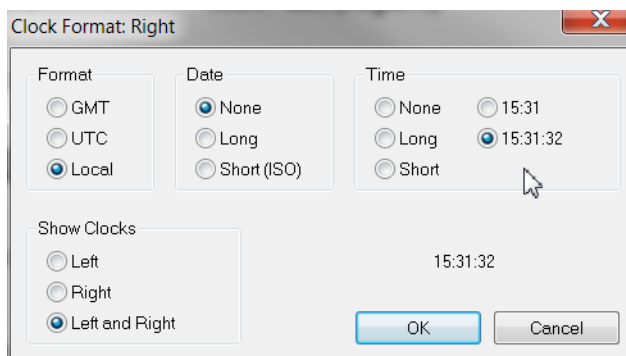 Clock Format: Right
Format
GMT
UTC
Local
Date
None
Long
Short (ISO)
Time
None
Long
Short
15:31
15:31:32
Show Clocks
Left
Right
Left and Right
15:31:32
OK
Cancel